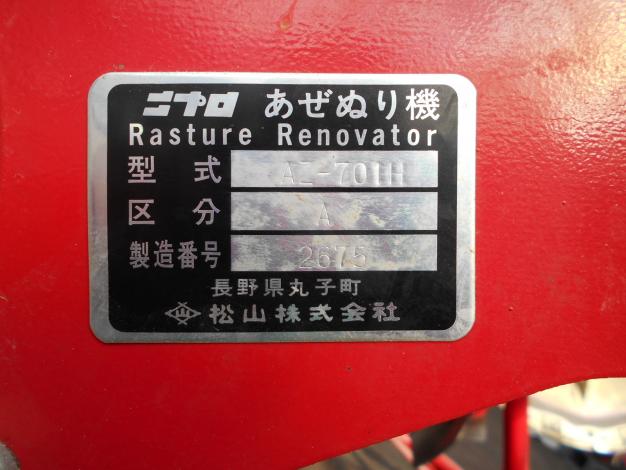 ニプロ あぜぬり機
Rasture Renovator
型式 AZ-701H
区分 A
製造番号 2675
長野県丸子町
松山株式会社